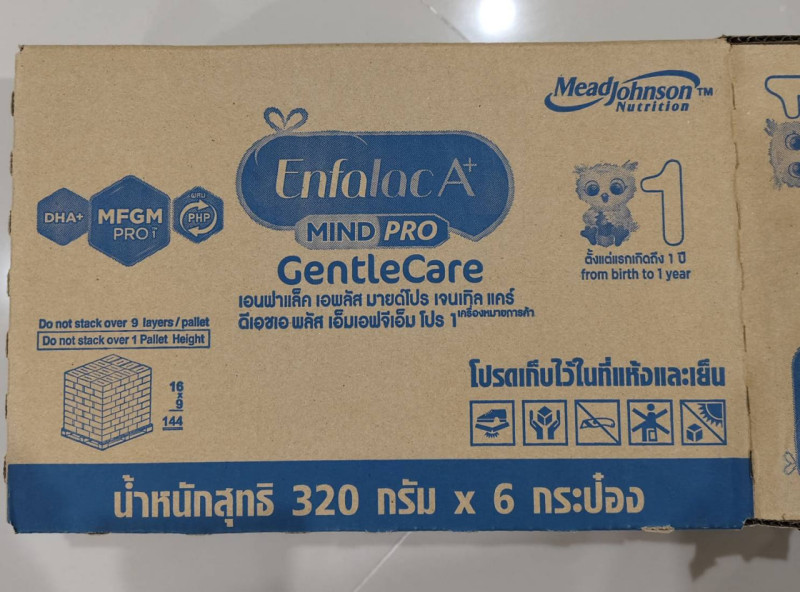 MeadJohnson™
Nutrition
Enfalac A+
MIND PRO
GentleCare
DHA+
MFGM
PRO
PHP
1
ตั้งแต่แรกเกิดถึง 1 ปี
from birth to 1 year
เอนฟาแล็ค เอพลัส มายด์โปร เจนเทิล แคร์
ดีเอชเอ พลัส เอ็มเอฟจีเอ็ม โปร 1 เครื่องหมายการค้า
Do not stack over 9 layers / pallet
Do not stack over 1 Pallet Height
16
x
9
144
โปรดเก็บไว้ในที่แห้งและเย็น
น้ำหนักสุทธิ 320 กรัม x 6 กระป๋อง